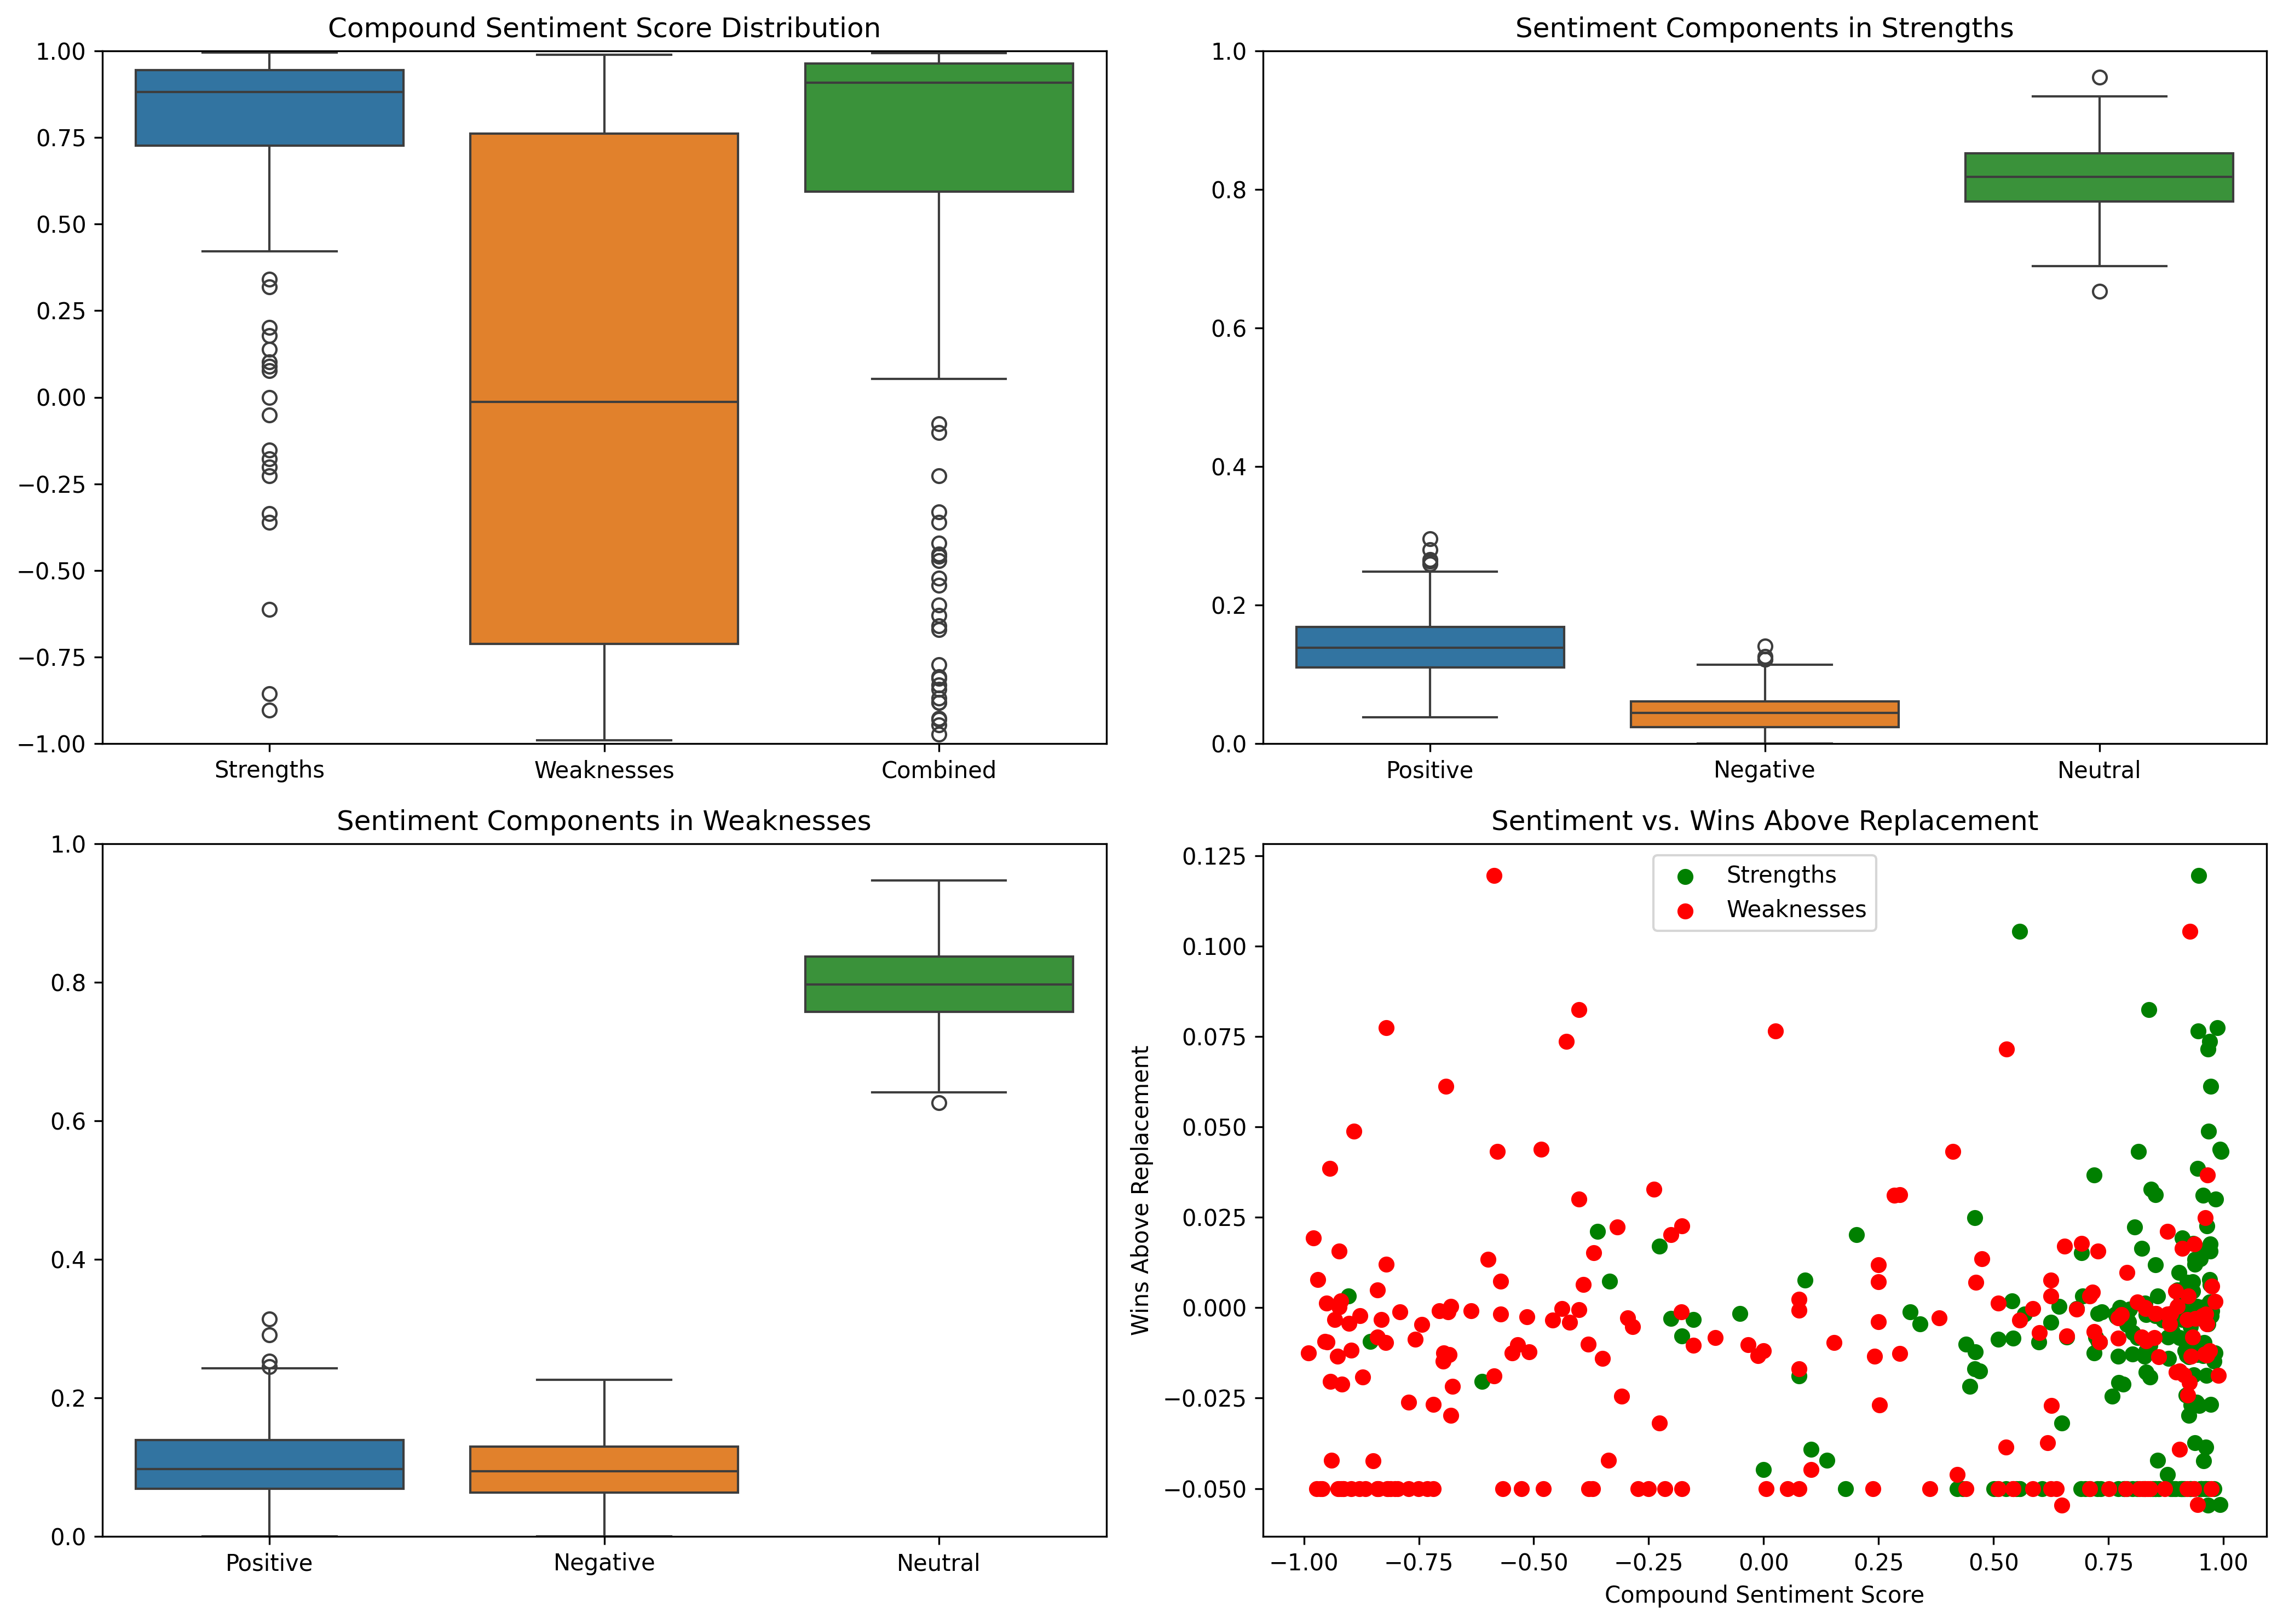 Compound Sentiment Score Distribution
1.00
0.75
0.50
0.25
0.00
−0.25
−0.50
−0.75
−1.00
Strengths
Weaknesses
Combined
Sentiment Components in Strengths
1.0
0.8
0.6
0.4
0.2
0.0
Positive
Negative
Neutral
Sentiment Components in Weaknesses
1.0
0.8
0.6
0.4
0.2
0.0
Positive
Negative
Neutral
Sentiment vs. Wins Above Replacement
Strengths
Weaknesses
Wins Above Replacement
0.125
0.100
0.075
0.050
0.025
0.000
−0.025
−0.050
−1.00
−0.75
−0.50
−0.25
0.00
0.25
0.50
0.75
1.00
Compound Sentiment Score